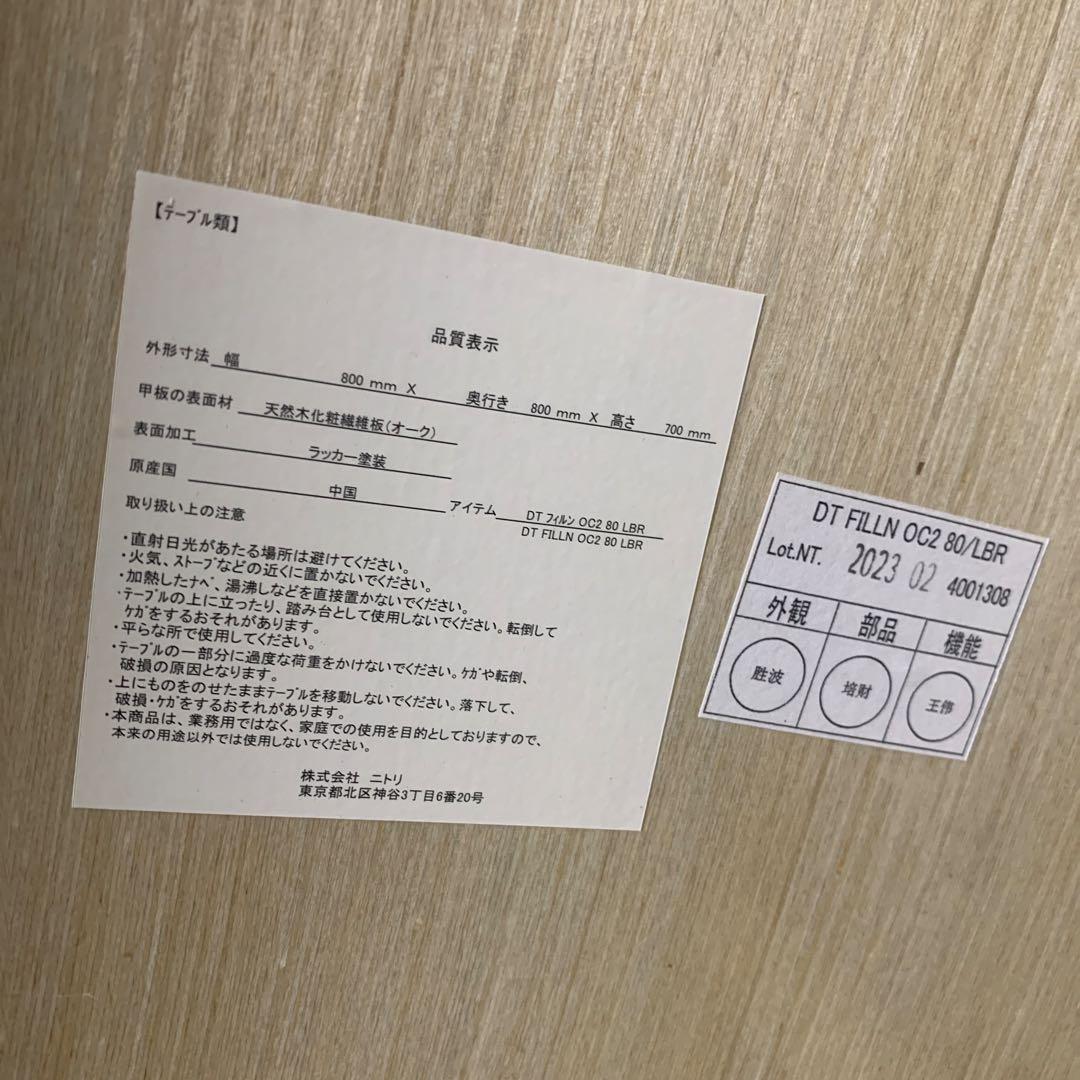 【テーブル類】
品質表示
外形寸法 幅 800 mm X 奥行き 800 mm X 高さ 700 mm
甲板の表面材 天然木化粧繊維板(オーク)
表面加工 ラッカー塗装
原産国 中国 アイテム DT フィルン OC2 80 LBR
DT FILLN OC2 80 LBR
取り扱い上の注意
・直射日光があたる場所は避けてください。
・火気、ストーブなどの近くに置かないでください。
・加熱したナベ、湯沸しなどを直接置かないでください。
・テーブルの上に立ったり、踏み台として使用しないでください。転倒して
ケガをするおそれがあります。
・平らな所で使用してください。
・テーブルの一部分に過度な荷重をかけないでください。ケガや転倒、
破損の原因となります。
・上にものをのせたままテーブルを移動しないでください。落下して、
破損・ケガをするおそれがあります。
・本商品は、業務用ではなく、家庭での使用を目的としておりますので、
本来の用途以外では使用しないでください。
株式会社 ニトリ
東京都北区神谷3丁目6番20号
DT FILLN OC2 80/LBR
Lot.NT. 2023 02 4001308
外観 部品 機能
胜波 培財 王伟